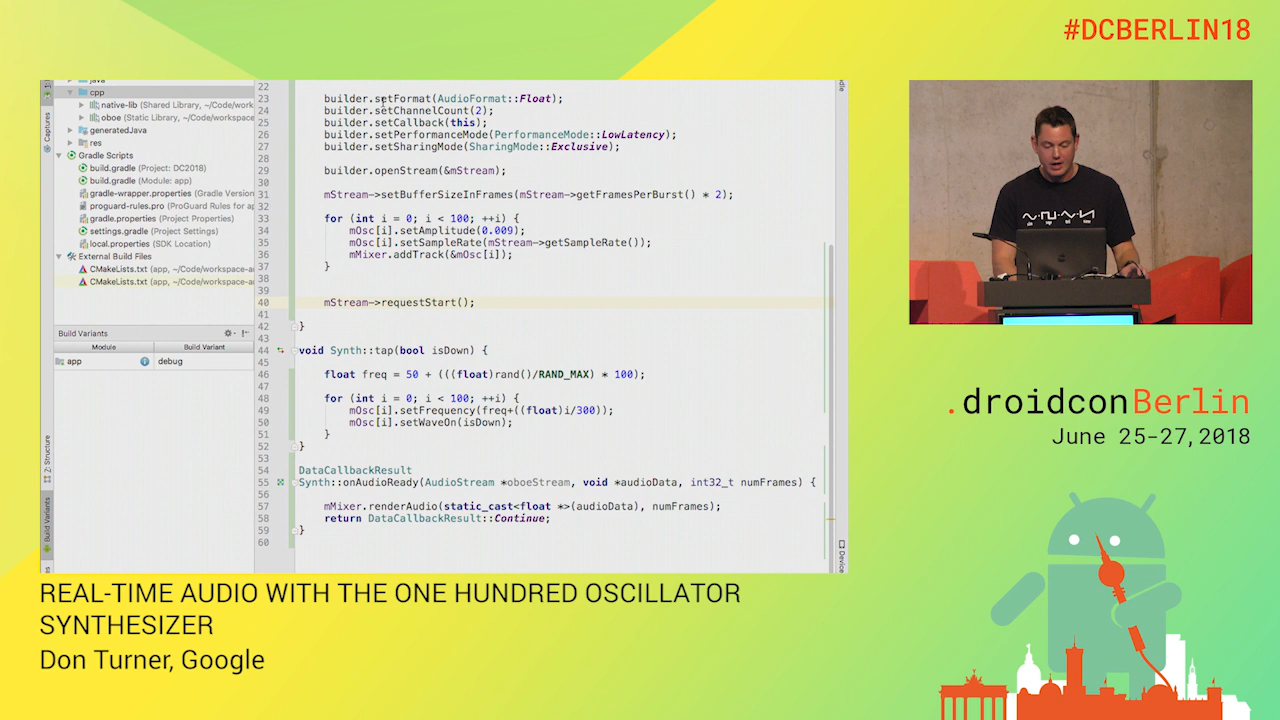 #DCBERLIN18
java
cpp
native-lib (Shared Library, ~/Code/work
oboe (Static Library, ~/Code/workspace
generatedJava
res
Gradle Scripts
build.gradle (Project: DC2018)
build.gradle (Module: app)
gradle-wrapper.properties (Gradle Version
proguard-rules.pro (ProGuard Rules for ap
gradle.properties (Project Properties)
settings.gradle (Project Settings)
local.properties (SDK Location)
External Build Files
CMakeLists.txt (app, ~/Code/workspace-a
CMakeLists.txt (app, ~/Code/workspace-a
Build Variants
Module Build Variant
app debug
Captures
Z: Structure
Build Variants
22
23 builder.setFormat(AudioFormat::Float);
24 builder.setChannelCount(2);
25 builder.setCallback(this);
26 builder.setPerformanceMode(PerformanceMode::LowLatency);
27 builder.setSharingMode(SharingMode::Exclusive);
28
29 builder.openStream(&mStream);
30
31 mStream->setBufferSizeInFrames(mStream->getFramesPerBurst() * 2);
32
33 for (int i = 0; i < 100; ++i) {
34 mOsc[i].setAmplitude(0.009);
35 mOsc[i].setSampleRate(mStream->getSampleRate());
36 mMixer.addTrack(&mOsc[i]);
37 }
38
39
40 mStream->requestStart();
41
42 }
43
44 void Synth::tap(bool isDown) {
45
46 float freq = 50 + (((float)rand()/RAND_MAX) * 100);
47
48 for (int i = 0; i < 100; ++i) {
49 mOsc[i].setFrequency(freq+((float)i/300));
50 mOsc[i].setWaveOn(isDown);
51 }
52 }
53
54 DataCallbackResult
55 Synth::onAudioReady(AudioStream *oboeStream, void *audioData, int32_t numFrames) {
56
57 mMixer.renderAudio(static_cast<float *>(audioData), numFrames);
58 return DataCallbackResult::Continue;
59 }
60
.droidconBerlin
June 25-27, 2018
REAL-TIME AUDIO WITH THE ONE HUNDRED OSCILLATOR
SYNTHESIZER
Don Turner, Google